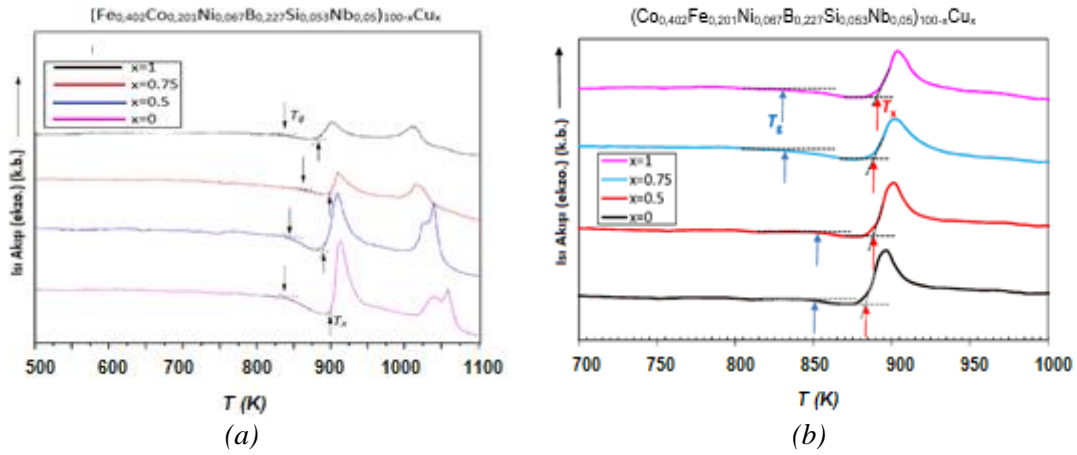 [Fe0,402Co0,201Ni0,067B0,227Si0,053Nb0,05)100-xCux
Isı Akışı (ekzo.) (k.b.)
x=1
x=0.75
x=0.5
x=0
Tg
Tx
500 600 700 800 900 1000 1100
T (K)
(a)
(Co0,402Fe0,201Ni0,067B0,227Si0,053Nb0,05)100-xCux
Isı Akışı (ekzo.) (k.b.)
Tg
Tx
x=1
x=0.75
x=0.5
x=0
700 750 800 850 900 950 1000
T (K)
(b)